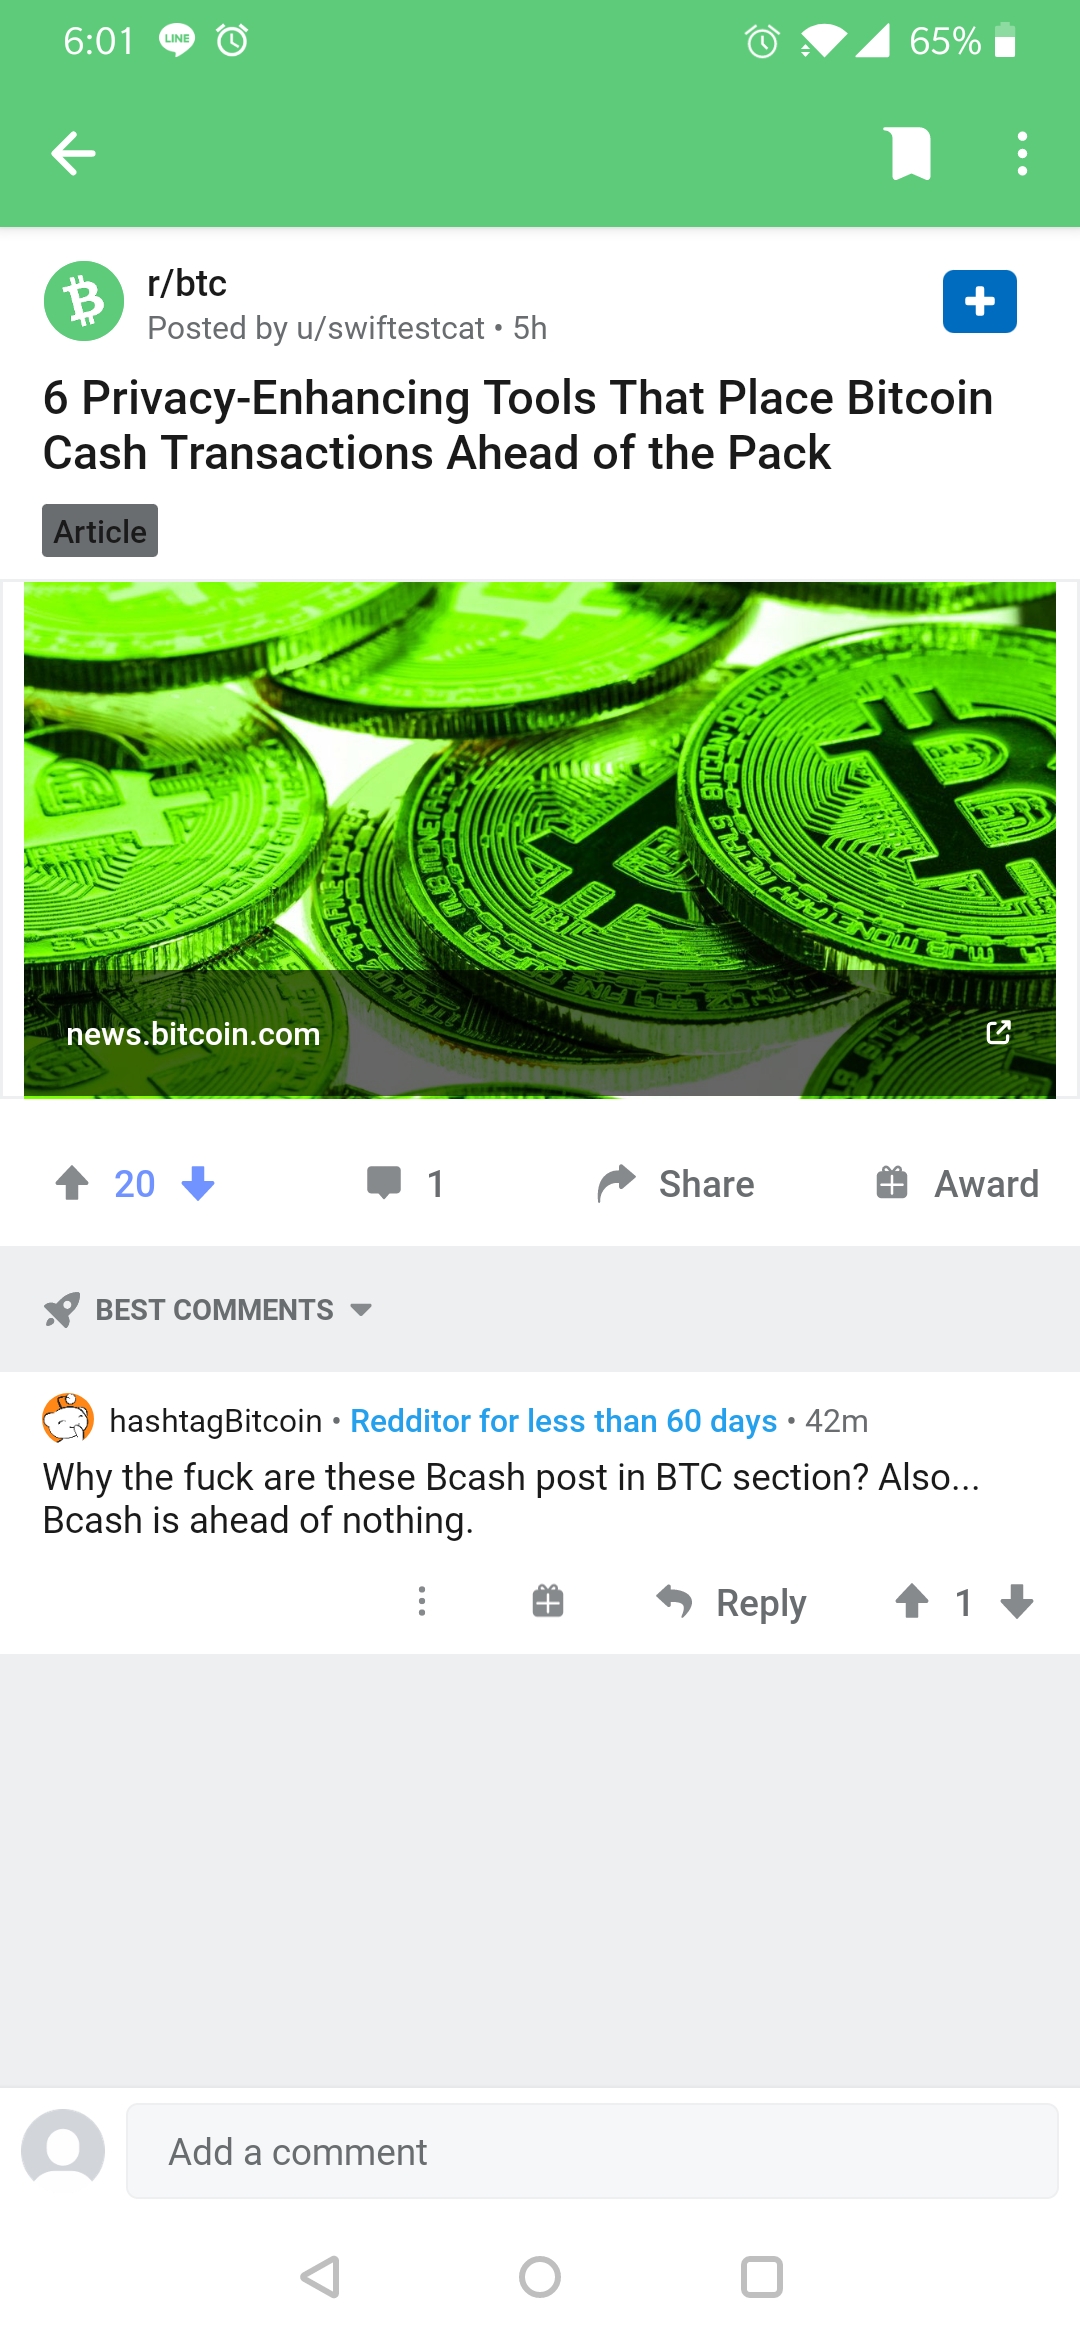 6:01 LINE 65%
r/btc
Posted by u/swiftestcat • 5h
6 Privacy-Enhancing Tools That Place Bitcoin
Cash Transactions Ahead of the Pack
Article
news.bitcoin.com
20 1 Share Award
BEST COMMENTS
hashtagBitcoin • Redditor for less than 60 days • 42m
Why the fuck are these Bcash post in BTC section? Also...
Bcash is ahead of nothing.
Reply 1
Add a comment